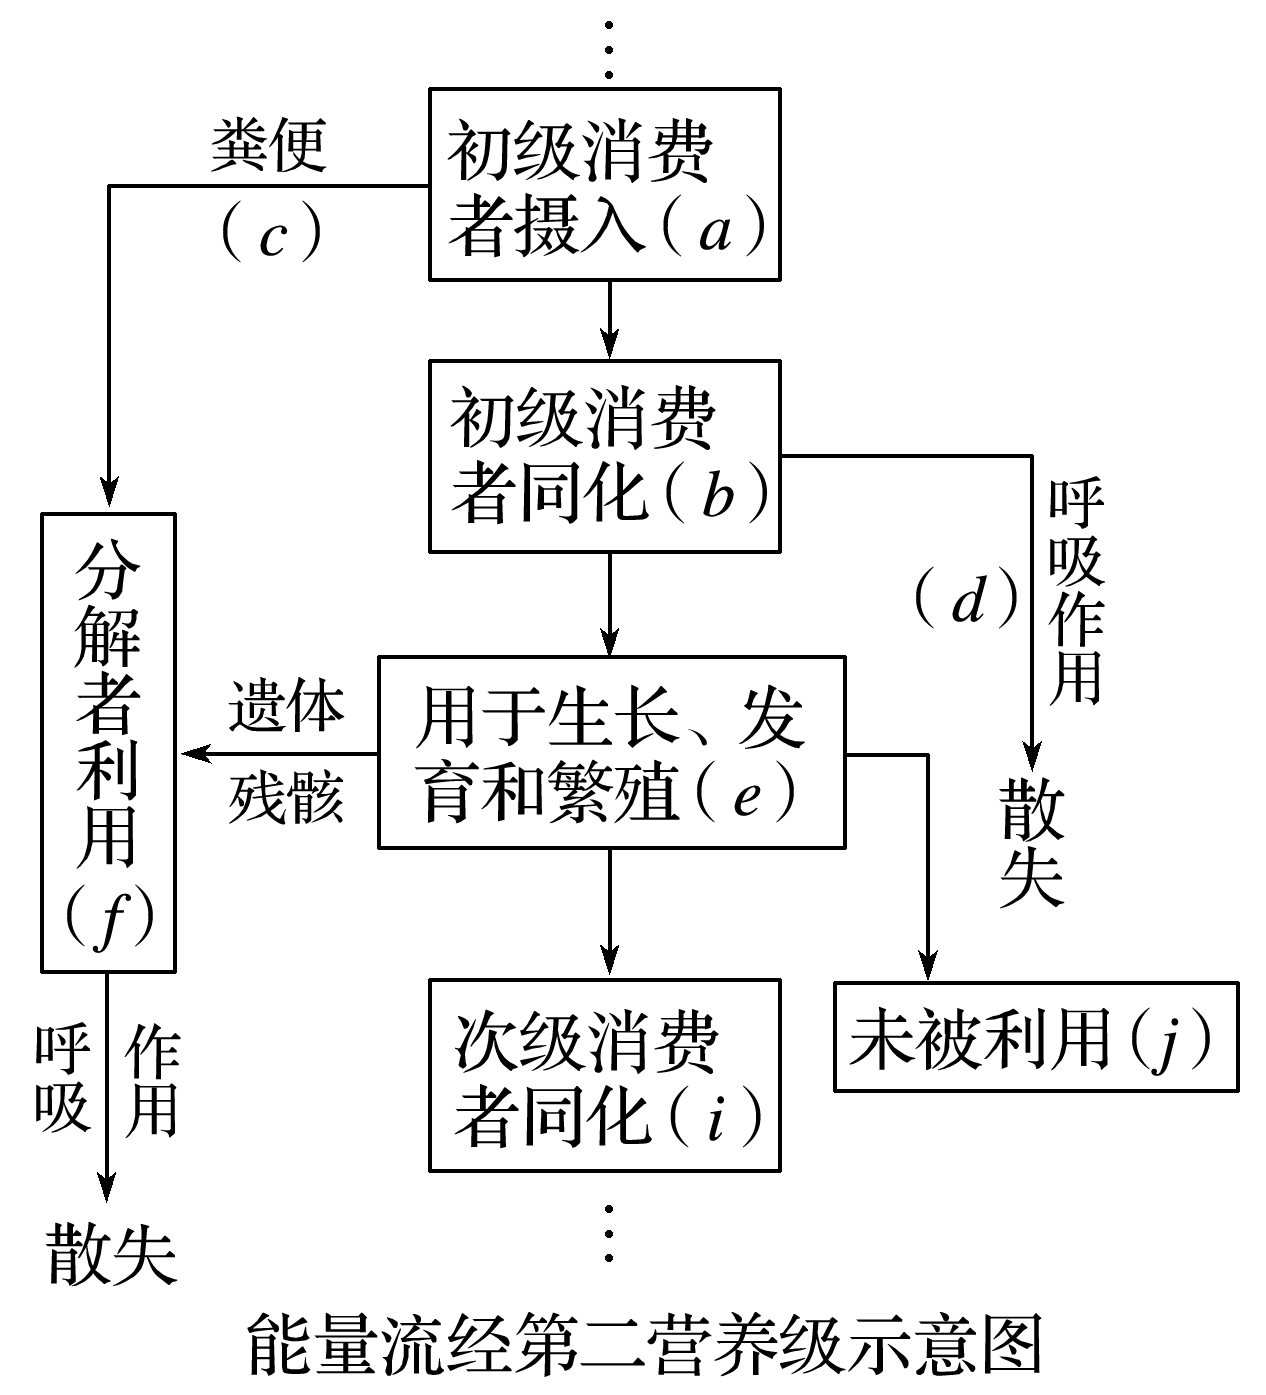 初级消费
者摄入(a)
粪便
(c)
初级消费
者同化(b)
呼吸作用
(d)
散失
分解者利用(f)
遗体
残骸
用于生长、发
育和繁殖(e)
次级消费
者同化(i)
未被利用(j)
呼吸
作用
散失
能量流经第二营养级示意图